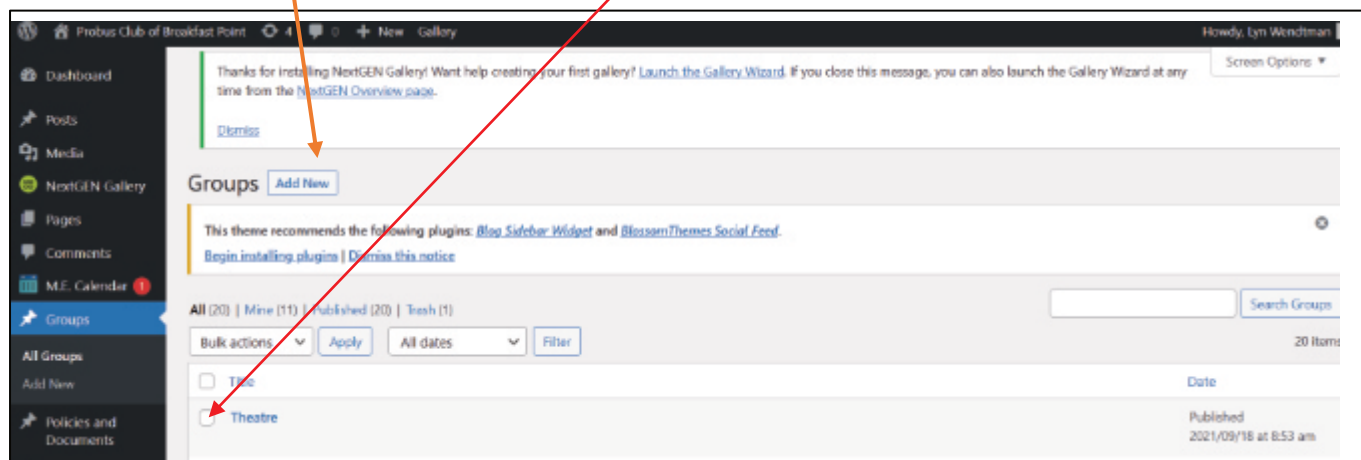 Probus Club of Breakfast Point 4 0 + New Gallery Howdy, Lyn Wendtman
Dashboard
Posts
Media
NextGEN Gallery
Pages
Comments
M.E. Calendar 1
Groups
All Groups
Add New
Policies and
Documents
Screen Options ▼
Thanks for installing NextGEN Gallery! Want help creating your first gallery? Launch the Gallery Wizard. If you close this message, you can also launch the Gallery Wizard at any
time from the NextGEN Overview page.
Dismiss
Groups Add New
This theme recommends the following plugins: Blog Sidebar Widget and BlossomThemes Social Feed.
Begin installing plugins | Dismiss this notice
All (20) | Mine (11) | Published (20) | Trash (1)
Search Groups
Bulk actions Apply All dates Filter 20 items
Title Date
Theatre Published
2021/09/18 at 8:53 am